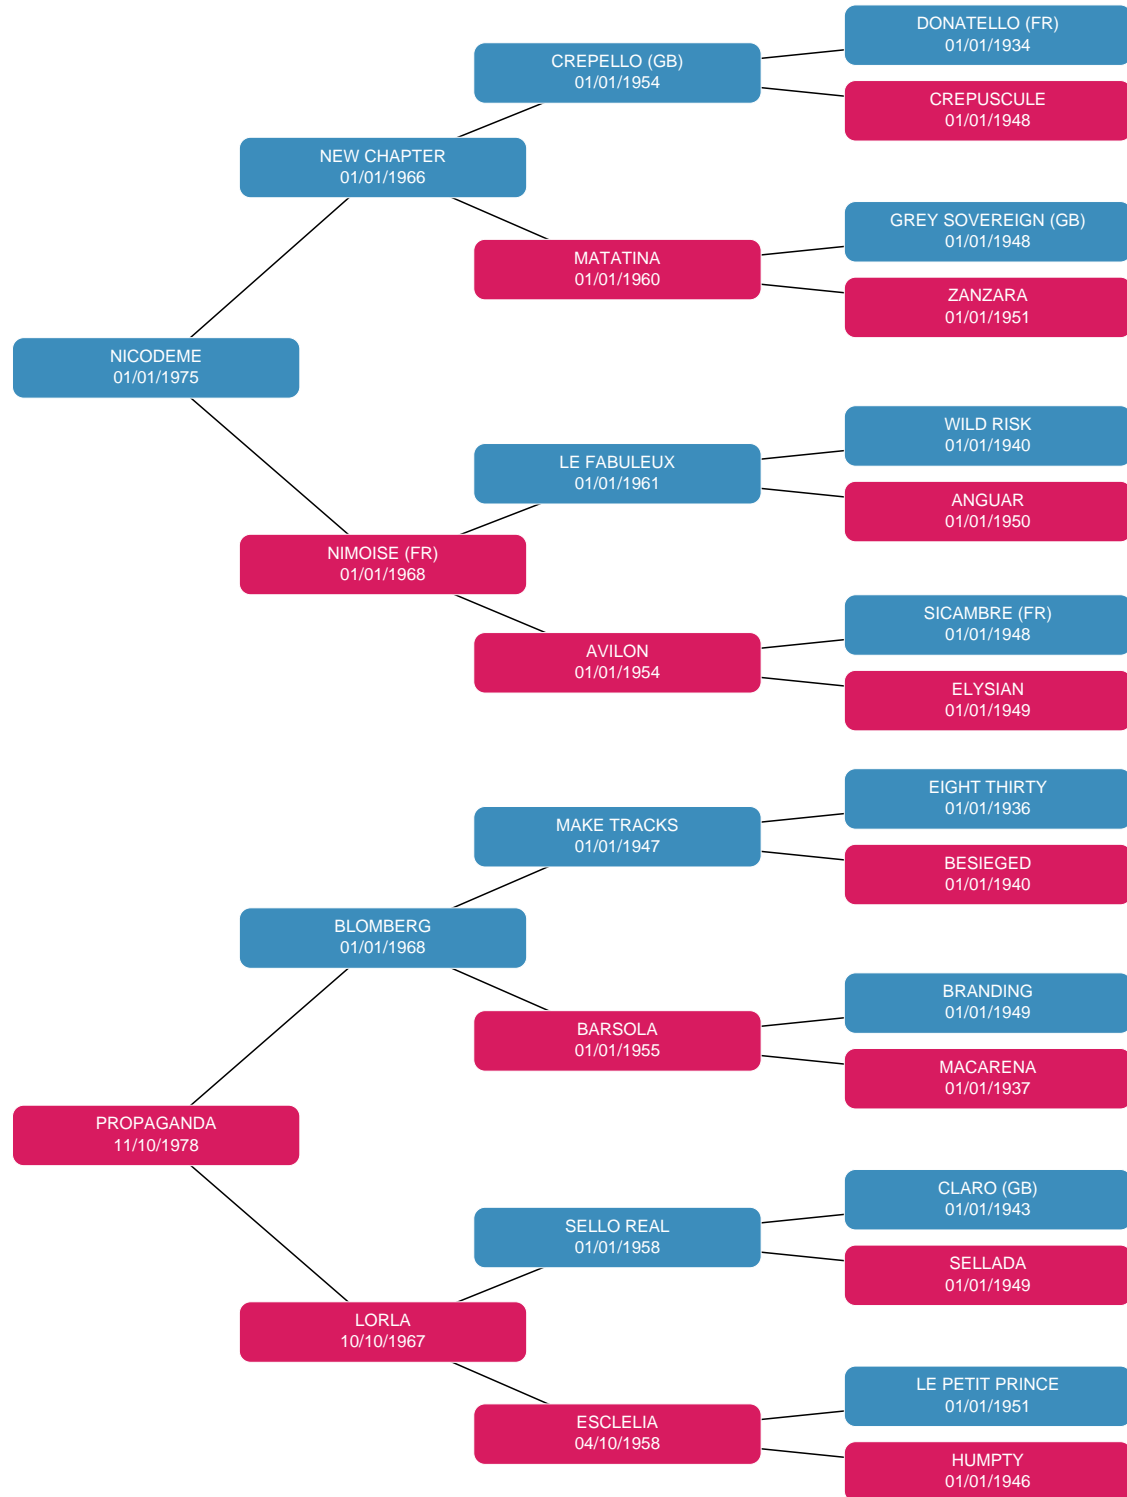 DONATELLO (FR)
01/01/1934
CREPELLO (GB)
01/01/1954
CREPUSCULE
01/01/1948
NEW CHAPTER
01/01/1966
GREY SOVEREIGN (GB)
01/01/1948
MATATINA
01/01/1960
ZANZARA
01/01/1951
NICODEME
01/01/1975
WILD RISK
01/01/1940
LE FABULEUX
01/01/1961
ANGUAR
01/01/1950
NIMOISE (FR)
01/01/1968
SICAMBRE (FR)
01/01/1948
AVILON
01/01/1954
ELYSIAN
01/01/1949
EIGHT THIRTY
01/01/1936
MAKE TRACKS
01/01/1947
BESIEGED
01/01/1940
BLOMBERG
01/01/1968
BRANDING
01/01/1949
BARSOLA
01/01/1955
MACARENA
01/01/1937
PROPAGANDA
11/10/1978
CLARO (GB)
01/01/1943
SELLO REAL
01/01/1958
SELLADA
01/01/1949
LORLA
10/10/1967
LE PETIT PRINCE
01/01/1951
ESCLELIA
04/10/1958
HUMPTY
01/01/1946